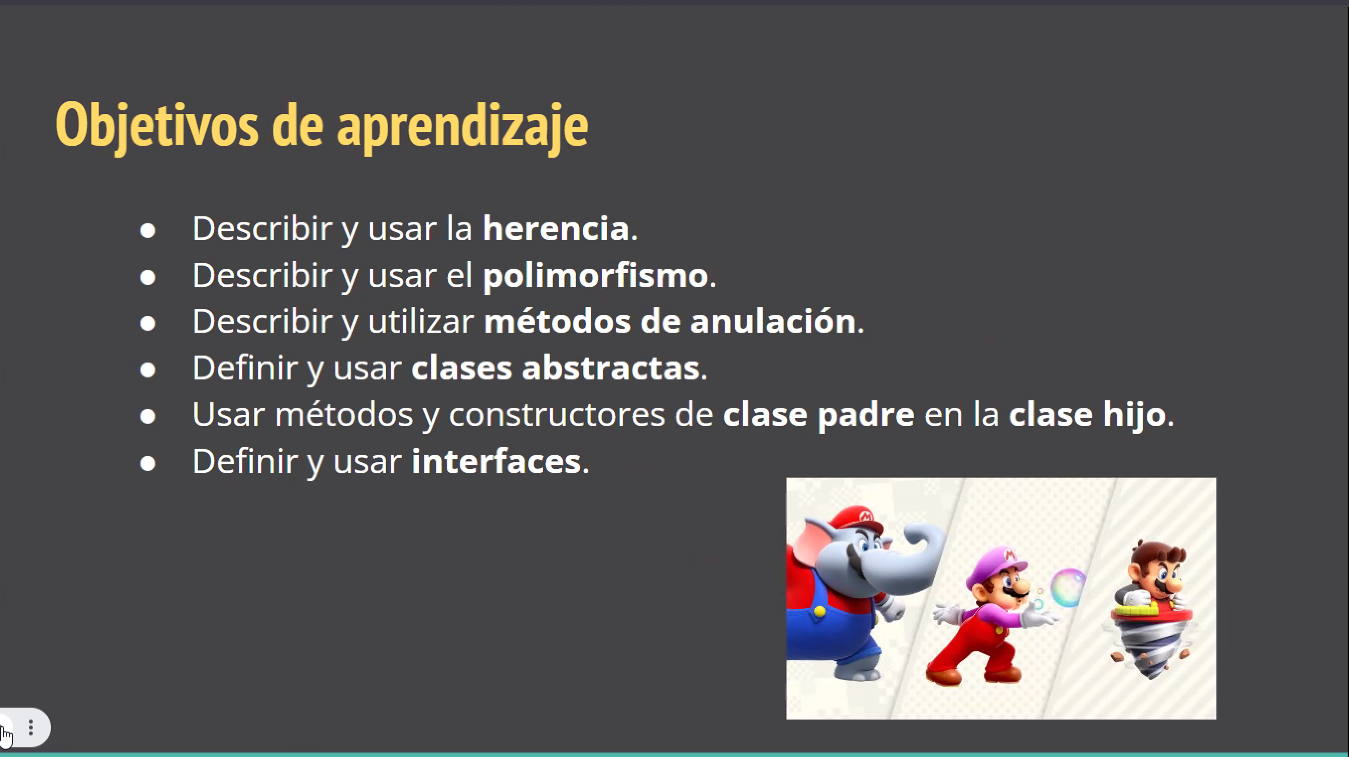 Objetivos de aprendizaje
● Describir y usar la herencia.
● Describir y usar el polimorfismo.
● Describir y utilizar métodos de anulación.
● Definir y usar clases abstractas.
● Usar métodos y constructores de clase padre en la clase hijo.
● Definir y usar interfaces.